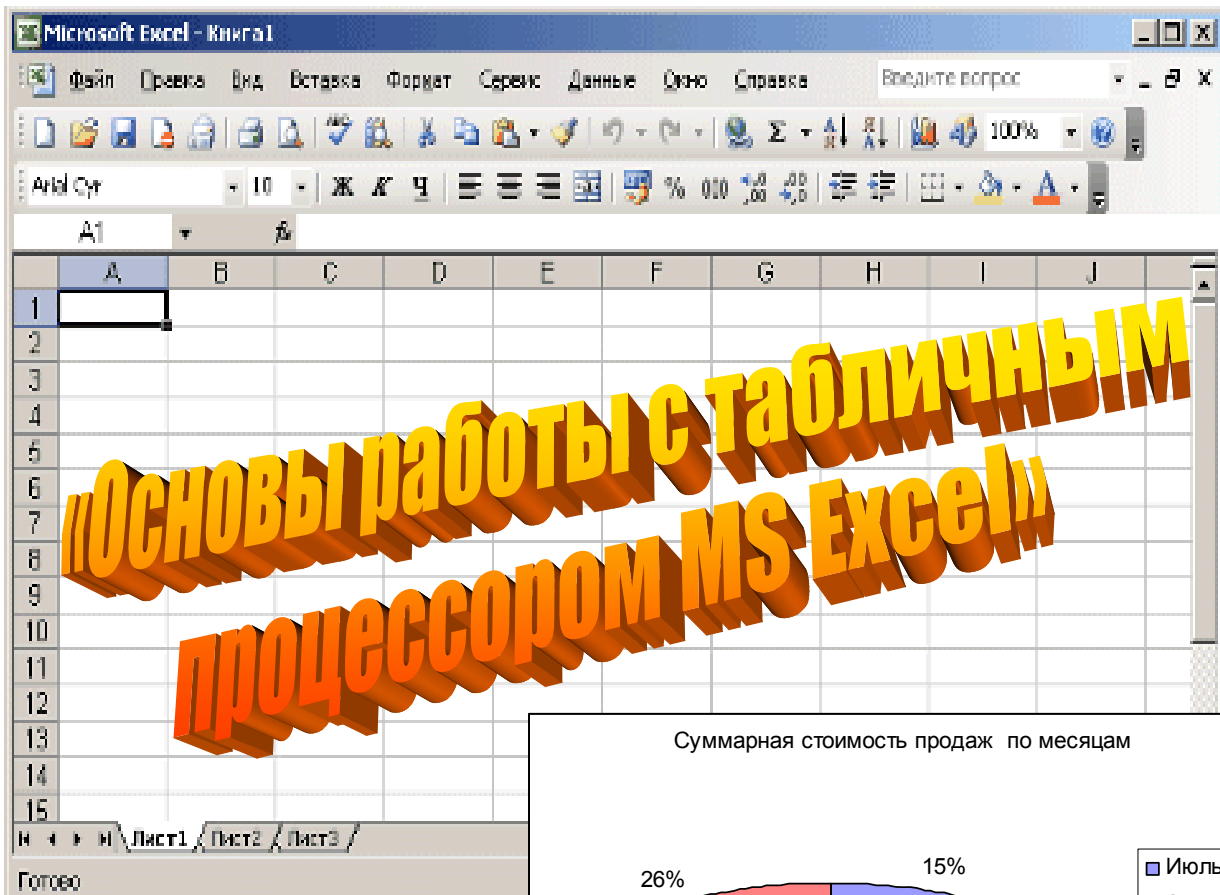 Microsoft Excel - Книга1
Файл Правка Вид Вставка Формат Сервис Данные Окно Справка Введите вопрос
100%
Arial Cyr 10 Ж К Ч % 000
A1 fx
A B C D E F G H I J
1
2
3
4
5
6
7
8
9
10
11
12
13
14
15
«Основы работы с табличным
процессором MS Excel»
Суммарная стоимость продаж по месяцам
26% 15%
Июль
Лист1 Лист2 Лист3
Готово